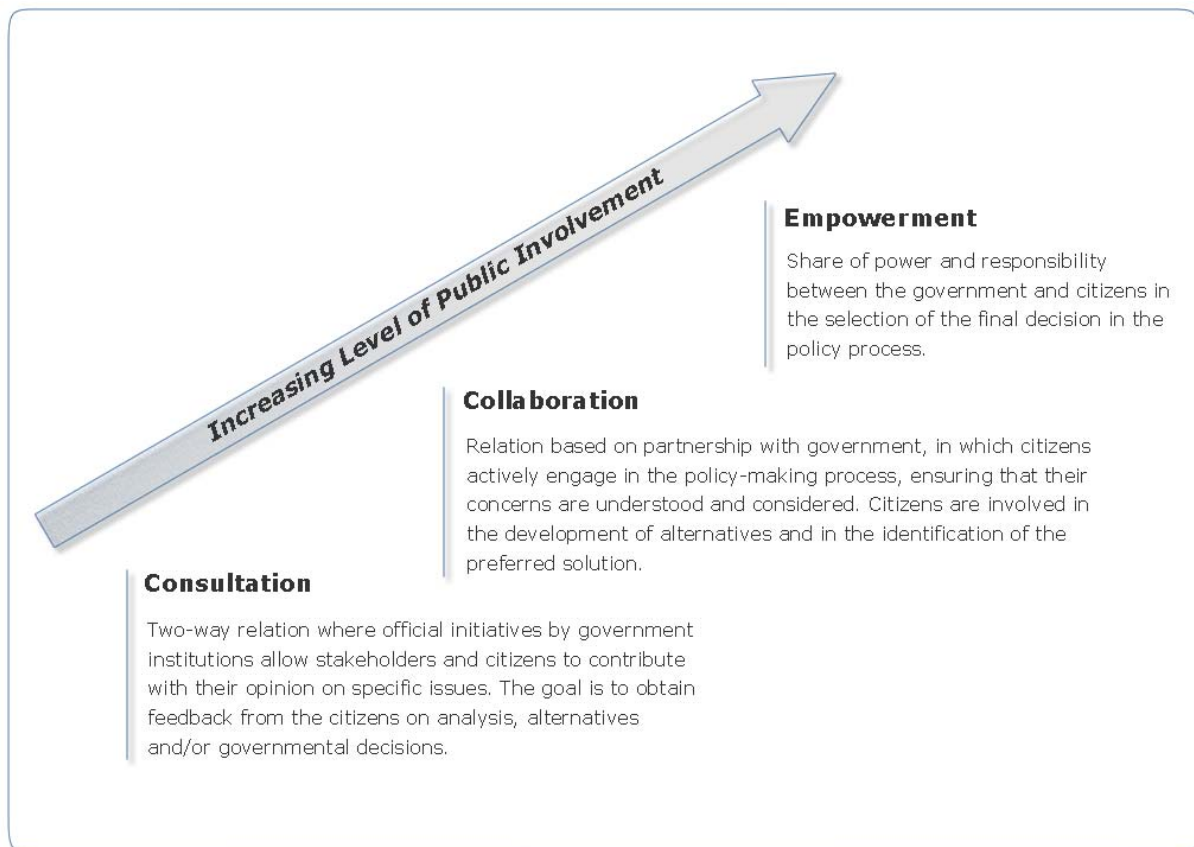 Increasing Level of Public Involvement
Empowerment
Share of power and responsibility
between the government and citizens in
the selection of the final decision in the
policy process.
Collaboration
Relation based on partnership with government, in which citizens
actively engage in the policy-making process, ensuring that their
concerns are understood and considered. Citizens are involved in
the development of alternatives and in the identification of the
preferred solution.
Consultation
Two-way relation where official initiatives by government
institutions allow stakeholders and citizens to contribute
with their opinion on specific issues. The goal is to obtain
feedback from the citizens on analysis, alternatives
and/or governmental decisions.